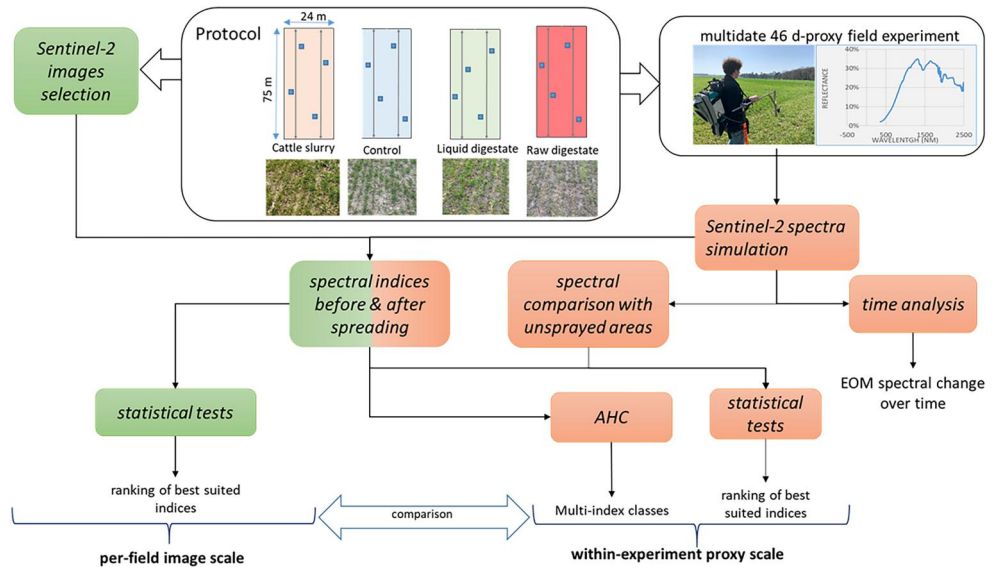 Sentinel-2
images
selection
Protocol
24 m
75 m
Cattle slurry
Control
Liquid digestate
Raw digestate
multidate 46 d-proxy field experiment
REFLECTANCE
40%
30%
20%
10%
0%
-500
500
1500
2500
WAVELENTGH (NM)
Sentinel-2 spectra
simulation
spectral indices
before & after
spreading
spectral
comparison with
unsprayed areas
time analysis
EOM spectral change
over time
statistical tests
AHC
statistical
tests
ranking of best suited
indices
Multi-index classes
ranking of best
suited indices
comparison
per-field image scale
within-experiment proxy scale